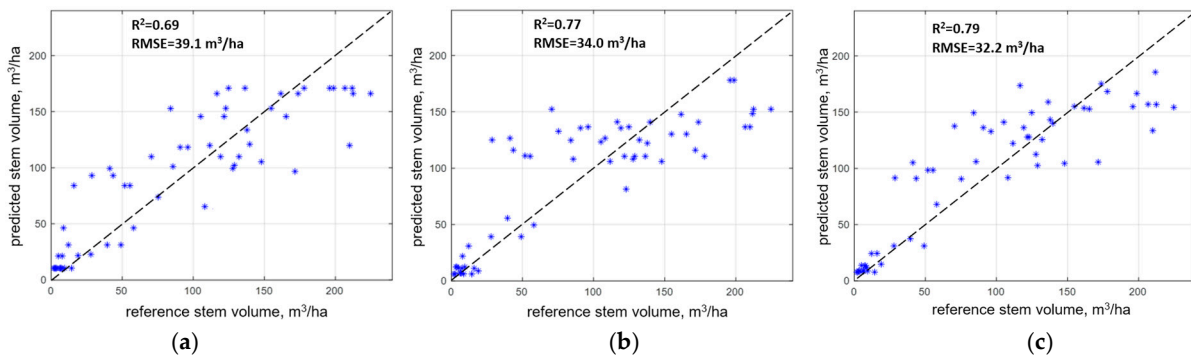 R²=0.69
RMSE=39.1 m³/ha
predicted stem volume, m³/ha
200
150
100
50
0
0 50 100 150 200
reference stem volume, m³/ha
(a)
R²=0.77
RMSE=34.0 m³/ha
predicted stem volume, m³/ha
200
150
100
50
0
0 50 100 150 200
reference stem volume, m³/ha
(b)
R²=0.79
RMSE=32.2 m³/ha
predicted stem volume, m³/ha
200
150
100
50
0
0 50 100 150 200
reference stem volume, m³/ha
(c)